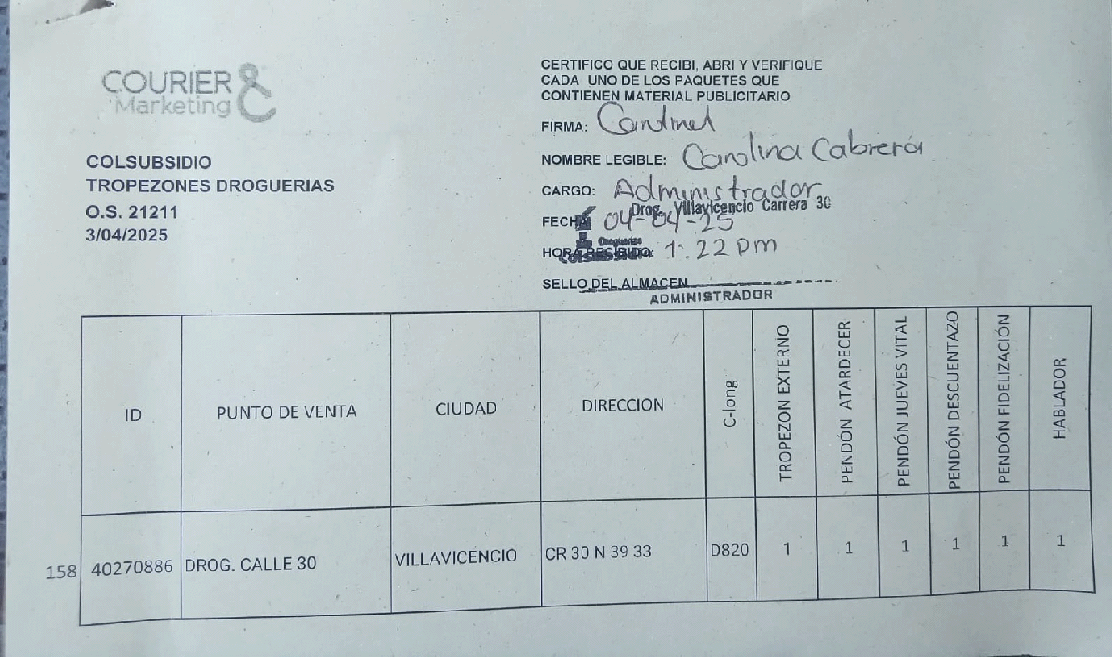 COURIER
Marketing
COLSUBSIDIO
TROPEZONES DROGUERIAS
O.S. 21211
3/04/2025
CERTIFICO QUE RECIBI, ABRI Y VERIFIQUE
CADA UNO DE LOS PAQUETES QUE
CONTIENEN MATERIAL PUBLICITARIO
FIRMA:
NOMBRE LEGIBLE: Carolina Cabrera
CARGO: Administrador
Drog. Villavicencio Carrera 30
FECHA 04-04-25
Droguerías
HORA RECIBIDO: 1:22 pm
SELLO DEL ALMACEN
ADMINISTRADOR
ID PUNTO DE VENTA CIUDAD DIRECCION C-long TROPEZON EXTERNO PENDÓN ATARDECER PENDÓN JUEVES VITAL PENDÓN DESCUENTAZO PENDÓN FIDELIZACIÓN HABLADOR
158 40270886 DROG. CALLE 30 VILLAVICENCIO CR 30 N 39 33 D820 1 1 1 1 1 1